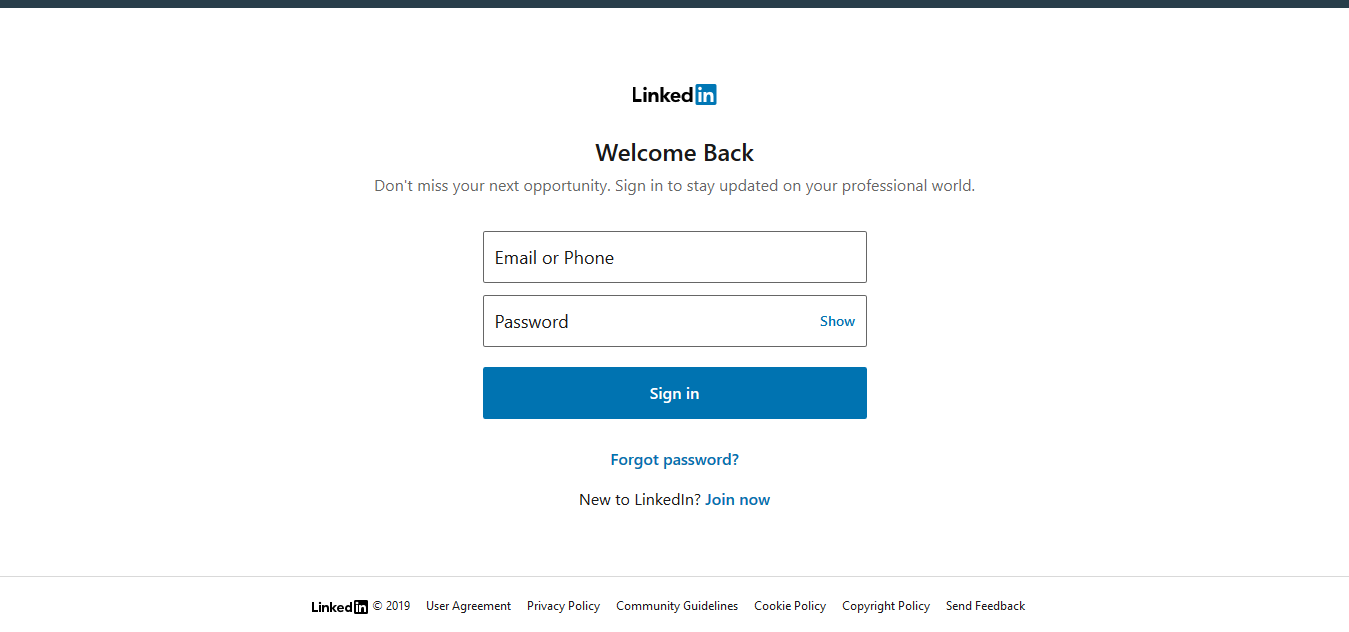 Linkedin
Welcome Back
Don't miss your next opportunity. Sign in to stay updated on your professional world.
Email or Phone
Password Show
Sign in
Forgot password?
New to LinkedIn? Join now
Linkedin © 2019 User Agreement Privacy Policy Community Guidelines Cookie Policy Copyright Policy Send Feedback